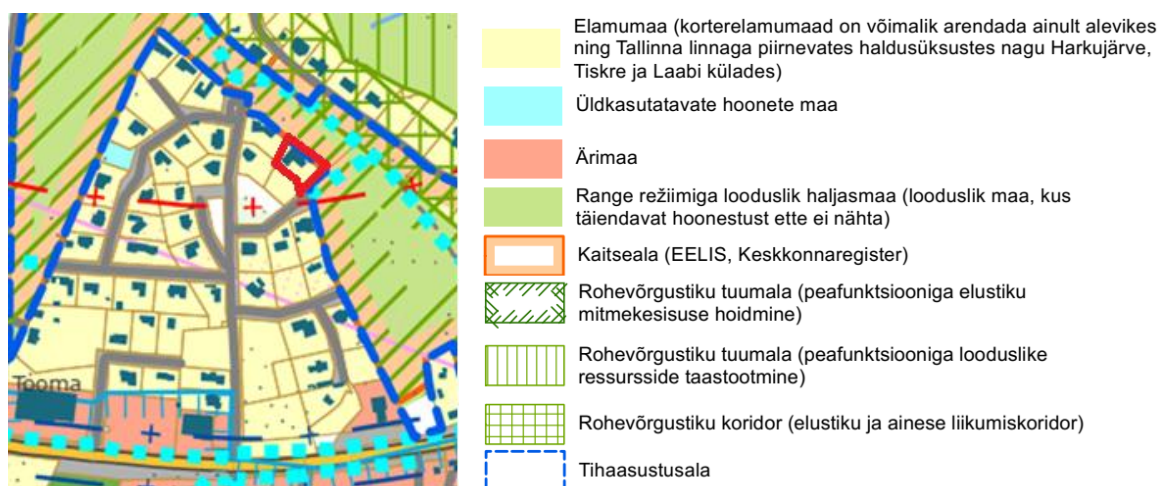 Elamumaa (korterelamumaad on võimalik arendada ainult alevikes
ning Tallinna linnaga piirnevates haldusüksustes nagu Harkujärve,
Tiskre ja Laabi külades)
Üldkasutatavate hoonete maa
Ärimaa
Range režiimiga looduslik haljasmaa (looduslik maa, kus
täiendavat hoonestust ette ei nähta)
Kaitseala (EELIS, Keskkonnaregister)
Rohevõrgustiku tuumala (peafunktsiooniga elustiku
mitmekesisuse hoidmine)
Rohevõrgustiku tuumala (peafunktsiooniga looduslike
ressursside taastootmine)
Rohevõrgustiku koridor (elustiku ja ainese liikumiskoridor)
Tihaasustusala
Tooma